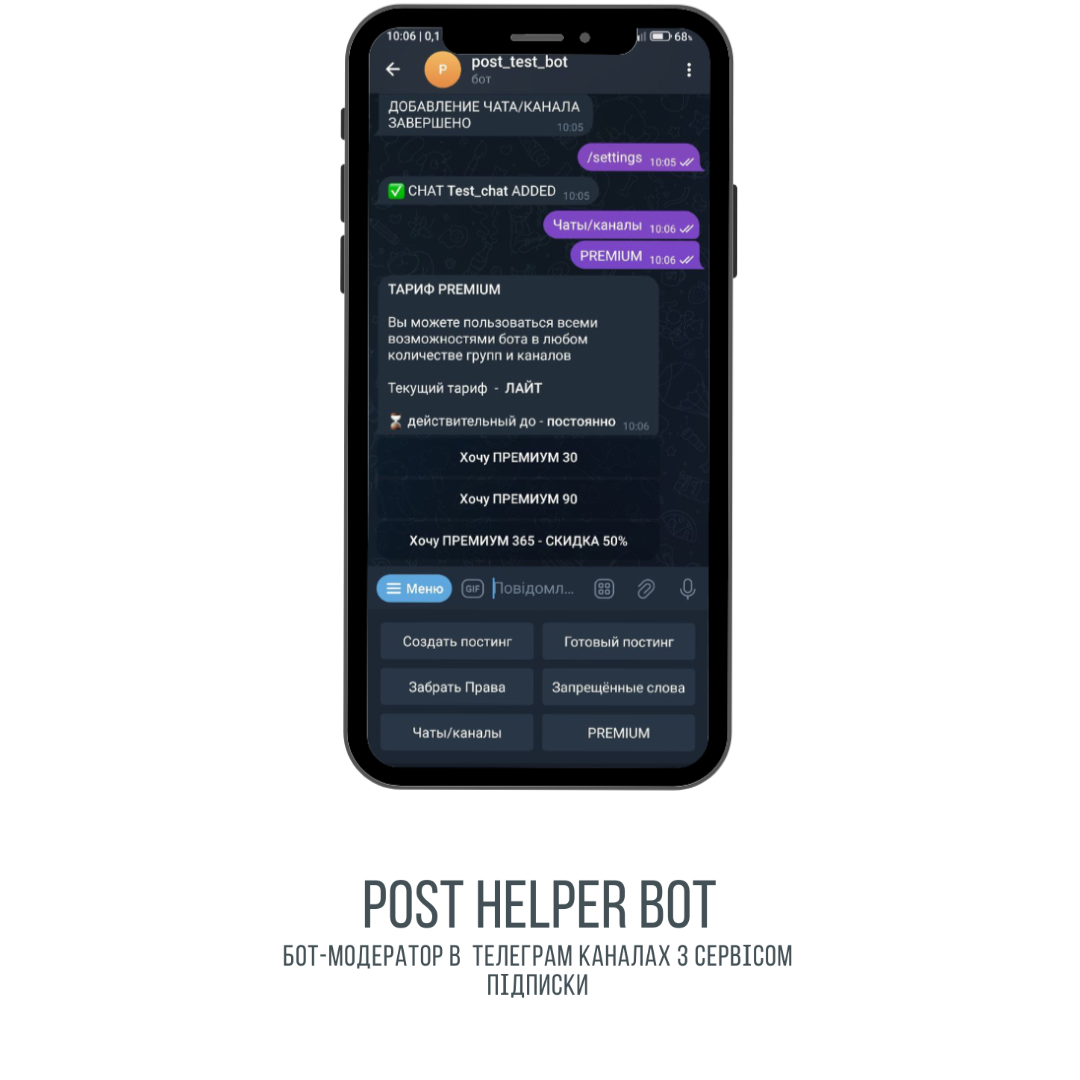 10:06 | 0,1
68%
post_test_bot
бот
ДОБАВЛЕНИЕ ЧАТА/КАНАЛА
ЗАВЕРШЕНО 10:05
/settings 10:05
CHAT Test_chat ADDED 10:05
Чаты/каналы 10:06
PREMIUM 10:06
ТАРИФ PREMIUM
Вы можете пользоваться всеми
возможностями бота в любом
количестве групп и каналов
Текущий тариф - ЛАЙТ
действительный до - постоянно 10:06
Хочу ПРЕМИУМ 30
Хочу ПРЕМИУМ 90
Хочу ПРЕМИУМ 365 - СКИДКА 50%
Меню GIF Повідомл...
Создать постинг Готовый постинг
Забрать Права Запрещённые слова
Чаты/каналы PREMIUM
POST HELPER BOT
БОТ-МОДЕРАТОР В ТЕЛЕГРАМ КАНАЛАХ З СЕРВІСОМ
ПІДПИСКИ